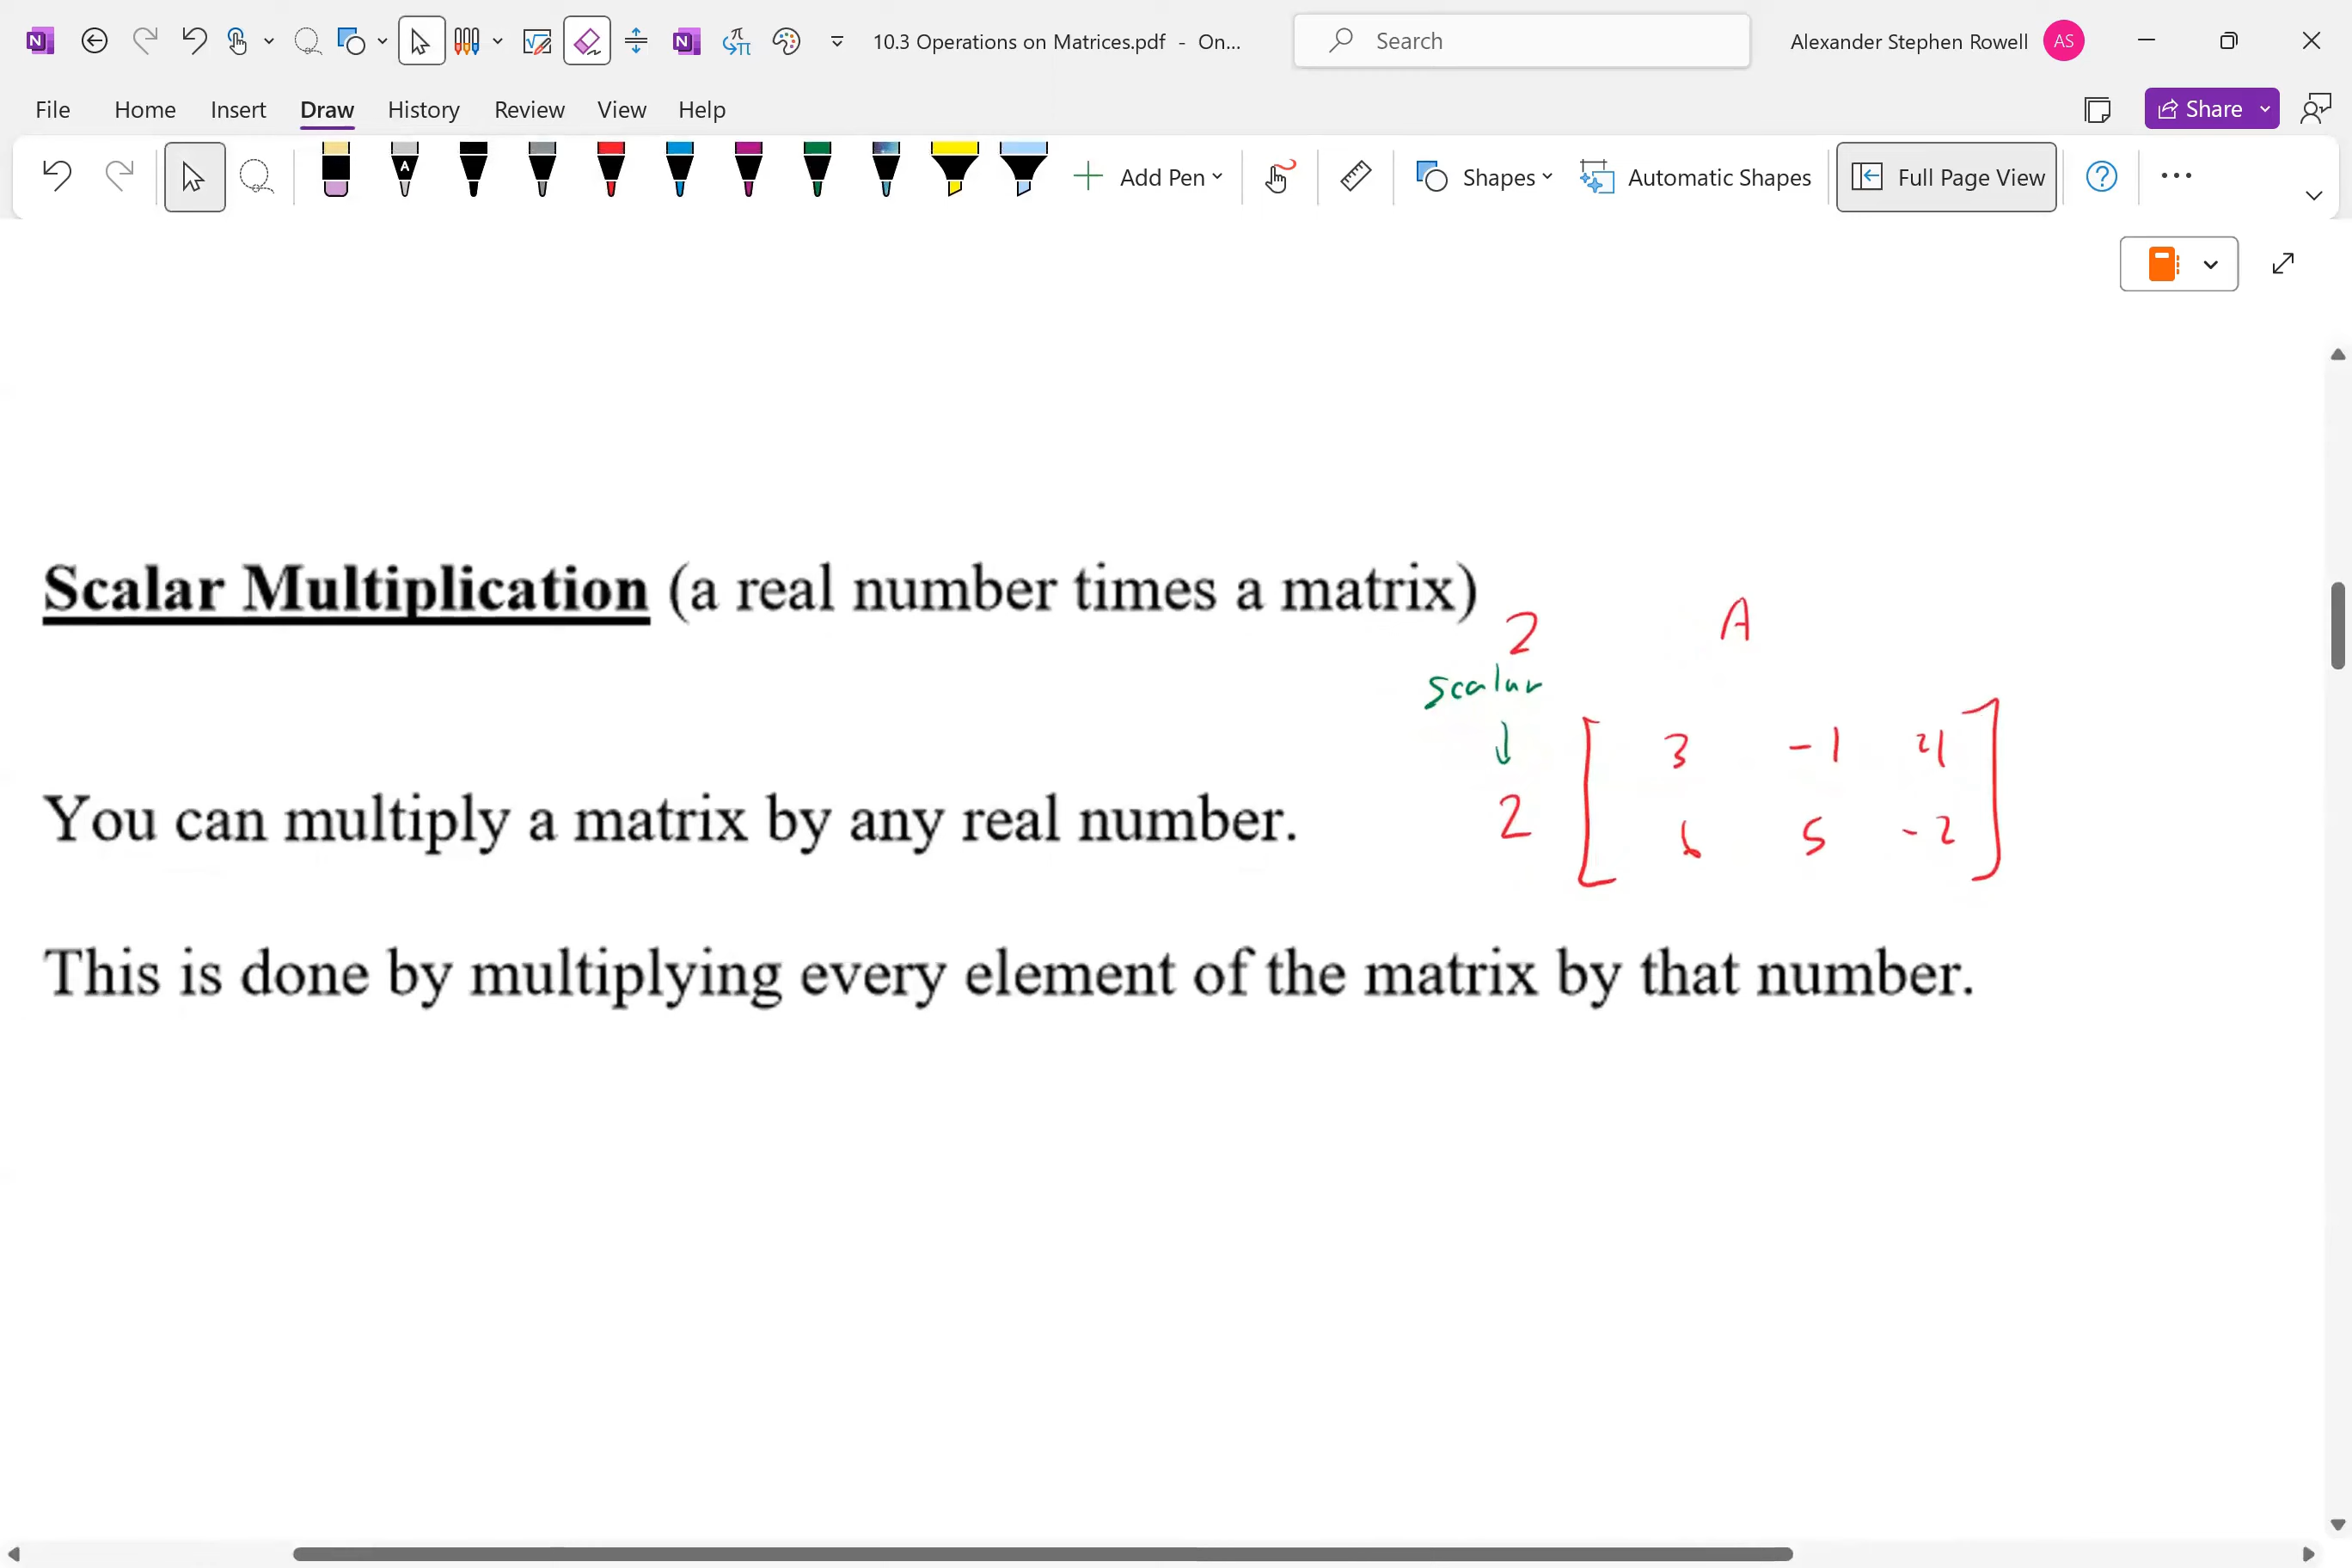 10.3 Operations on Matrices.pdf - On...
Search
Alexander Stephen Rowell
AS
File
Home
Insert
Draw
History
Review
View
Help
Share
Add Pen
Shapes
Automatic Shapes
Full Page View
Scalar Multiplication (a real number times a matrix)
2 A
scalar
↓
[ 3 -1 4 ]
You can multiply a matrix by any real number.
2 [ 6 5 -2 ]
This is done by multiplying every element of the matrix by that number.